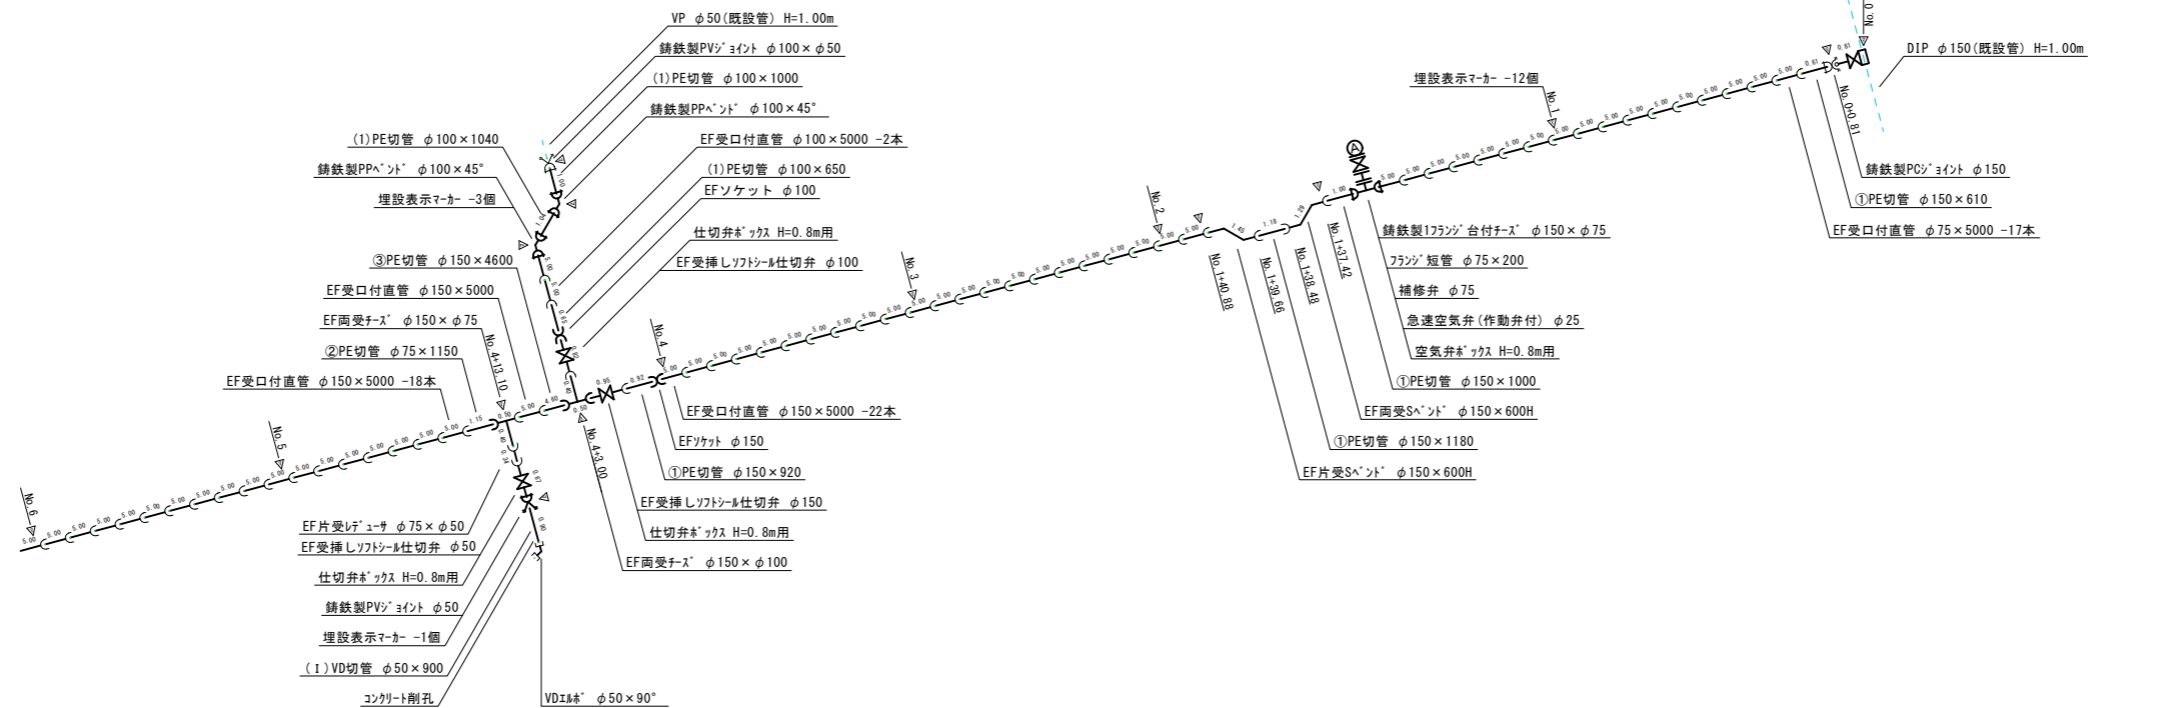 VP φ50(既設管) H=1.00m
鋳鉄製PVｼﾞｮｲﾝﾄ φ100×φ50
(1)PE切管 φ100×1000
鋳鉄製PPﾍﾞﾝﾄﾞ φ100×45°
(1)PE切管 φ100×1040
鋳鉄製PPﾍﾞﾝﾄﾞ φ100×45°
埋設表示ﾏｰｶｰ -3個
EF受口付直管 φ100×5000 -2本
(1)PE切管 φ100×650
EFソケット φ100
仕切弁ﾎﾞｯｸｽ H=0.8m用
EF受挿しｿﾌﾄｼｰﾙ仕切弁 φ100
③PE切管 φ150×4600
EF受口付直管 φ150×5000
EF両受ﾁｰｽﾞ φ150×φ75
②PE切管 φ75×1150
EF受口付直管 φ150×5000 -18本
No.4+13.10
No.5
No.6
No.4
No.3
No.2
No.1
No.0
No.0+0.81
No.4+3.00
EF受口付直管 φ150×5000 -22本
EFｿｹｯﾄ φ150
①PE切管 φ150×920
EF受挿しｿﾌﾄｼｰﾙ仕切弁 φ150
仕切弁ﾎﾞｯｸｽ H=0.8m用
EF両受ﾁｰｽﾞ φ150×φ100
EF片受ﾚﾃﾞｭｰｻ φ75×φ50
EF受挿しｿﾌﾄｼｰﾙ仕切弁 φ50
仕切弁ﾎﾞｯｸｽ H=0.8m用
鋳鉄製PVｼﾞｮｲﾝﾄ φ50
埋設表示ﾏｰｶｰ -1個
(Ⅰ)VD切管 φ50×900
ｺﾝｸﾘｰﾄ削孔
VDｴﾙﾎﾞ φ50×90°
埋設表示ﾏｰｶｰ -12個
DIP φ150(既設管) H=1.00m
鋳鉄製PCｼﾞｮｲﾝﾄ φ150
①PE切管 φ150×610
EF受口付直管 φ75×5000 -17本
A
鋳鉄製1ﾌﾗﾝｼﾞ台付ﾁｰｽﾞ φ150×φ75
ﾌﾗﾝｼﾞ短管 φ75×200
補修弁 φ75
急速空気弁(作動弁付) φ25
空気弁ﾎﾞｯｸｽ H=0.8m用
①PE切管 φ150×1000
EF両受Sﾍﾞﾝﾄﾞ φ150×600H
①PE切管 φ150×1180
EF片受Sﾍﾞﾝﾄﾞ φ150×600H
No.1+37.42
No.1+38.48
No.1+39.66
No.1+40.88